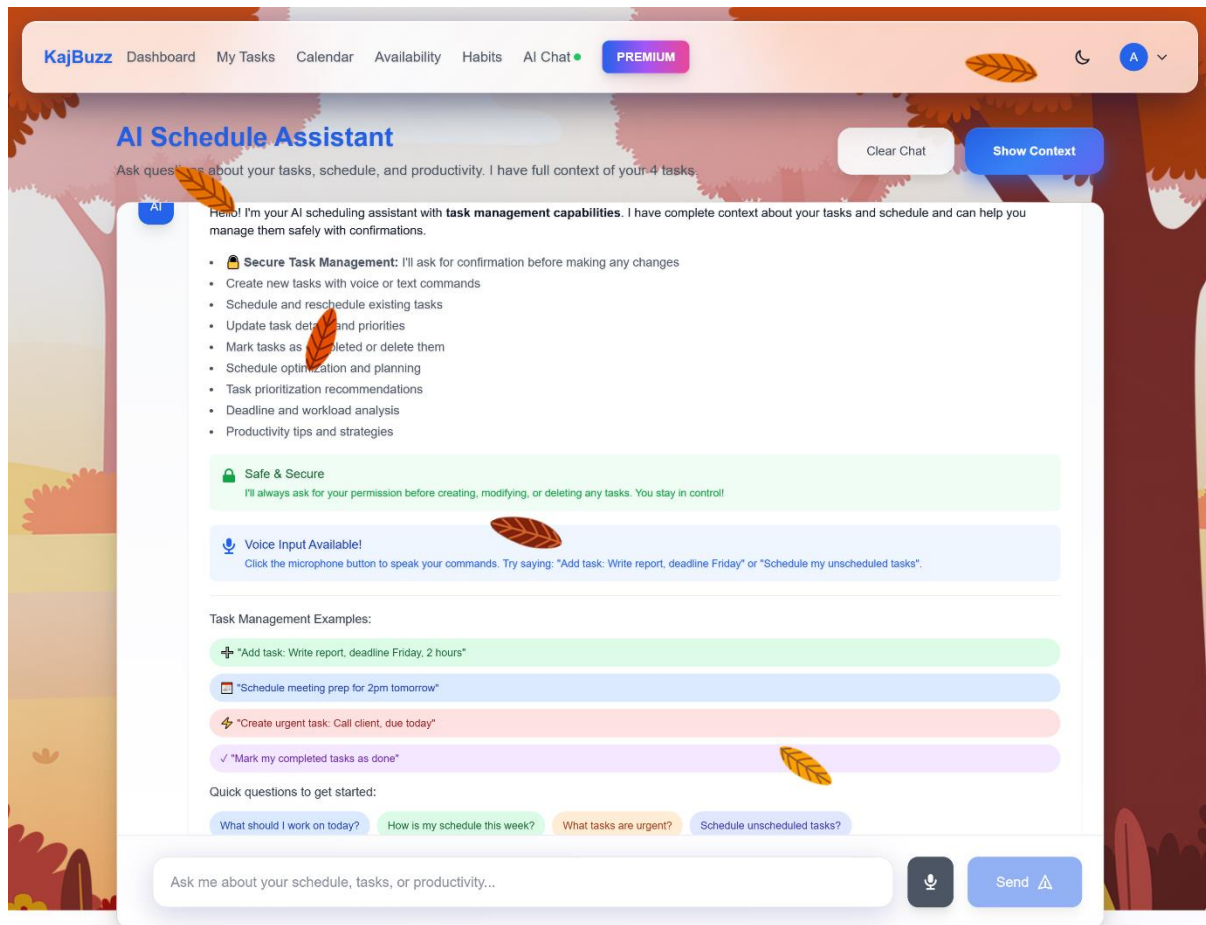 KajBuzz Dashboard My Tasks Calendar Availability Habits AI Chat PREMIUM A
AI Schedule Assistant
Ask questions about your tasks, schedule, and productivity. I have full context of your 4 tasks.
Clear Chat
Show Context
AI
Hello! I'm your AI scheduling assistant with task management capabilities. I have complete context about your tasks and schedule and can help you
manage them safely with confirmations.
• Secure Task Management: I'll ask for confirmation before making any changes
• Create new tasks with voice or text commands
• Schedule and reschedule existing tasks
• Update task details and priorities
• Mark tasks as completed or delete them
• Schedule optimization and planning
• Task prioritization recommendations
• Deadline and workload analysis
• Productivity tips and strategies
Safe & Secure
I'll always ask for your permission before creating, modifying, or deleting any tasks. You stay in control!
Voice Input Available!
Click the microphone button to speak your commands. Try saying: "Add task: Write report, deadline Friday" or "Schedule my unscheduled tasks".
Task Management Examples:
"Add task: Write report, deadline Friday, 2 hours"
"Schedule meeting prep for 2pm tomorrow"
"Create urgent task: Call client, due today"
✓ "Mark my completed tasks as done"
Quick questions to get started:
What should I work on today? How is my schedule this week? What tasks are urgent? Schedule unscheduled tasks?
Ask me about your schedule, tasks, or productivity...
Send